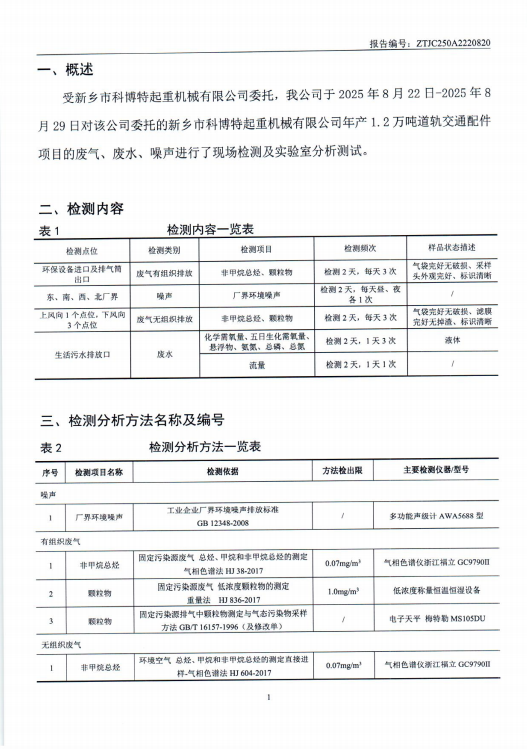 报告编号：ZTJC250A2220820
一、概述
受新乡市科博特起重机械有限公司委托，我公司于 2025 年 8 月 22 日-2025 年 8
月 29 日对该公司委托的新乡市科博特起重机械有限公司年产 1.2 万吨道轨交通配件
项目的废气、废水、噪声进行了现场检测及实验室分析测试。
二、检测内容
表 1 检测内容一览表
检测点位 检测类别 检测项目 检测频次 样品状态描述
环保设备进口及排气筒
出口 废气有组织排放 非甲烷总烃、颗粒物 检测 2 天，每天 3 次 气袋完好无破损、采样
头外观完好、标识清晰
东、南、西、北厂界 噪声 厂界环境噪声 检测 2 天，每天昼、夜
各 1 次 /
上风向 1 个点位，下风向
3 个点位 废气无组织排放 非甲烷总烃、颗粒物 检测 2 天，每天 3 次 气袋完好无破损、滤膜
完好无掉渣、标识清晰
生活污水排放口 废水 化学需氧量、五日生化需氧量、
悬浮物、氨氮、总磷、总氮 检测 2 天，1 天 3 次 液体
流量 检测 2 天，1 天 1 次 /
三、检测分析方法名称及编号
表 2 检测分析方法一览表
序号 检测项目名称 检测依据 方法检出限 主要检测仪器/型号
噪声
1 厂界环境噪声 工业企业厂界环境噪声排放标准
GB 12348-2008 / 多功能声级计 AWA5688 型
有组织废气
1 非甲烷总烃 固定污染源废气 总烃、甲烷和非甲烷总烃的测定
气相色谱法 HJ 38-2017 0.07mg/m³ 气相色谱仪浙江福立 GC9790II
2 颗粒物 固定污染源废气 低浓度颗粒物的测定
重量法 HJ 836-2017 1.0mg/m³ 低浓度称量恒温恒湿设备
3 颗粒物 固定污染源排气中颗粒物测定与气态污染物采样
方法 GB/T 16157-1996（及修改单） / 电子天平 梅特勒 MS105DU
无组织废气
1 非甲烷总烃 环境空气 总烃、甲烷和非甲烷总烃的测定直接进
样-气相色谱法 HJ 604-2017 0.07mg/m³ 气相色谱仪浙江福立 GC9790II
1